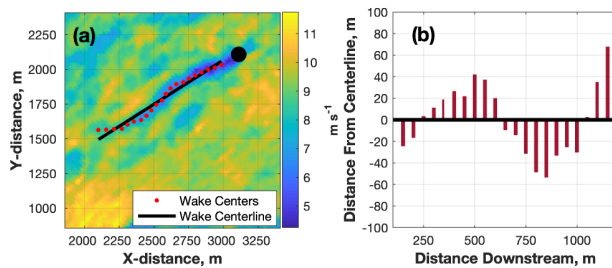 (a)
2250
2000
1750
1500
1250
1000
Y-distance, m
2000 2250 2500 2750 3000 3250
X-distance, m
Wake Centers
Wake Centerline
11
10
9
8
7
6
5
m s-1
(b)
100
80
60
40
20
0
-20
-40
-60
-80
-100
Distance From Centerline, m
250 500 750 1000
Distance Downstream, m